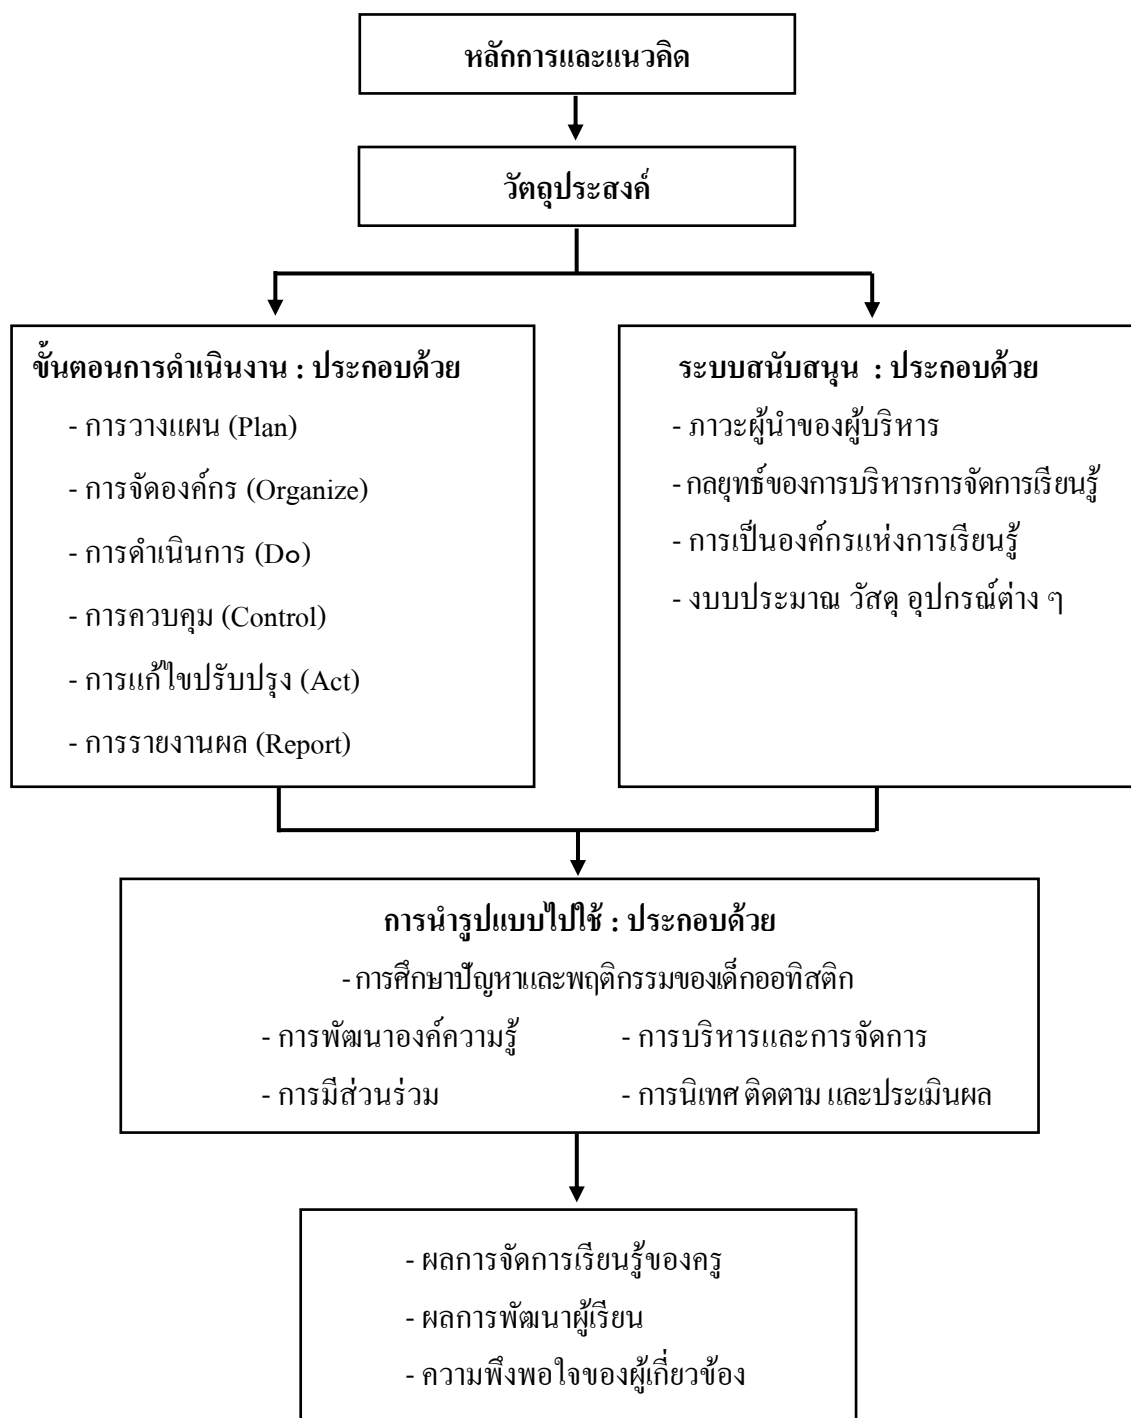 หลักการและแนวคิด
วัตถุประสงค์
ขั้นตอนการดำเนินงาน : ประกอบด้วย
- การวางแผน (Plan)
- การจัดองค์กร (Organize)
- การดำเนินการ (Do)
- การควบคุม (Control)
- การแก้ไขปรับปรุง (Act)
- การรายงานผล (Report)
ระบบสนับสนุน : ประกอบด้วย
- ภาวะผู้นำของผู้บริหาร
- กลยุทธ์ของการบริหารการจัดการเรียนรู้
- การเป็นองค์กรแห่งการเรียนรู้
- งบบประมาณ วัสดุ อุปกรณ์ต่าง ๆ
การนำรูปแบบไปใช้ : ประกอบด้วย
- การศึกษาปัญหาและพฤติกรรมของเด็กออทิสติก
- การพัฒนาองค์ความรู้ - การบริหารและการจัดการ
- การมีส่วนร่วม - การนิเทศ ติดตาม และประเมินผล
- ผลการจัดการเรียนรู้ของครู
- ผลการพัฒนาผู้เรียน
- ความพึงพอใจของผู้เกี่ยวข้อง